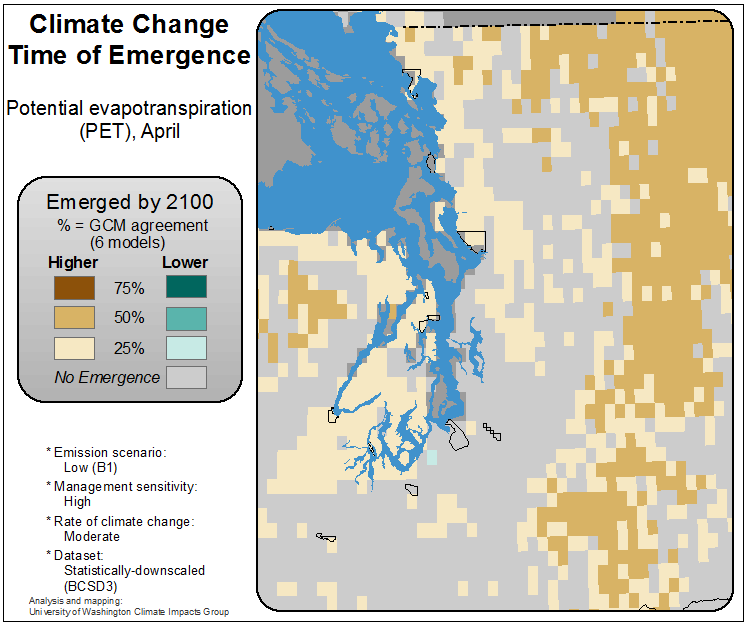 Climate Change
Time of Emergence
Potential evapotranspiration
(PET), April
Emerged by 2100
% = GCM agreement
(6 models)
Higher Lower
75%
50%
25%
No Emergence
* Emission scenario:
Low (B1)
* Management sensitivity:
High
* Rate of climate change:
Moderate
* Dataset:
Statistically-downscaled
(BCSD3)
Analysis and mapping:
University of Washington Climate Impacts Group